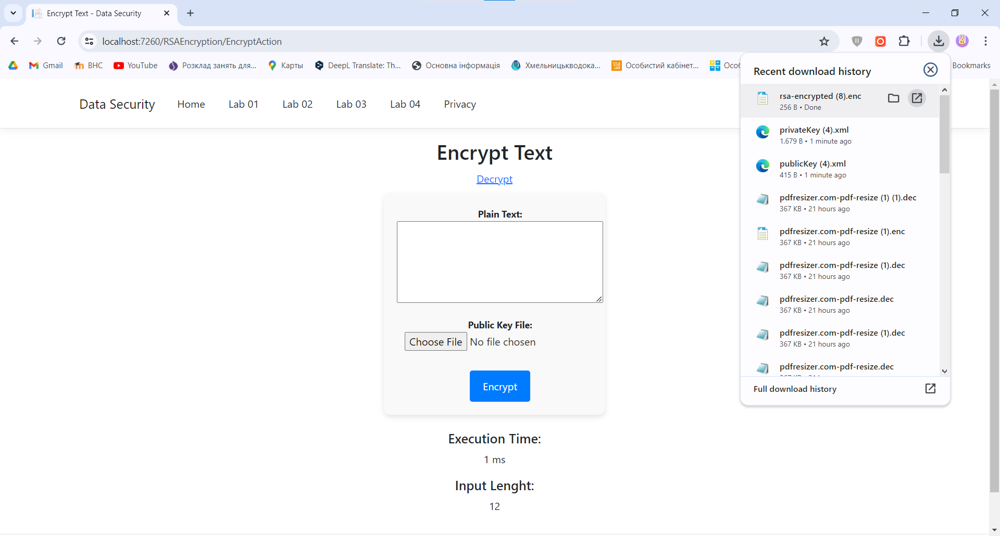 Encrypt Text - Data Security
localhost:7260/RSAEncryption/EncryptAction
Gmail
ВНС
YouTube
Розклад занять для...
Карты
DeepL Translate: Th...
Основна інформація
Хмельницькводока...
104.ua
Особистий кабінет...
Особ
Bookmarks
Data Security
Home
Lab 01
Lab 02
Lab 03
Lab 04
Privacy
Encrypt Text
Decrypt
Plain Text:
Public Key File:
Choose File No file chosen
Encrypt
Execution Time:
1 ms
Input Lenght:
12
Recent download history
rsa-encrypted (8).enc
256 B • Done
privateKey (4).xml
1,679 B • 1 minute ago
publicKey (4).xml
415 B • 1 minute ago
pdfresizer.com-pdf-resize (1) (1).dec
367 KB • 21 hours ago
pdfresizer.com-pdf-resize (1).enc
367 KB • 21 hours ago
pdfresizer.com-pdf-resize (1).dec
367 KB • 21 hours ago
pdfresizer.com-pdf-resize.dec
367 KB • 21 hours ago
pdfresizer.com-pdf-resize (1).dec
367 KB • 21 hours ago
pdfresizer.com-pdf-resize.dec
Full download history